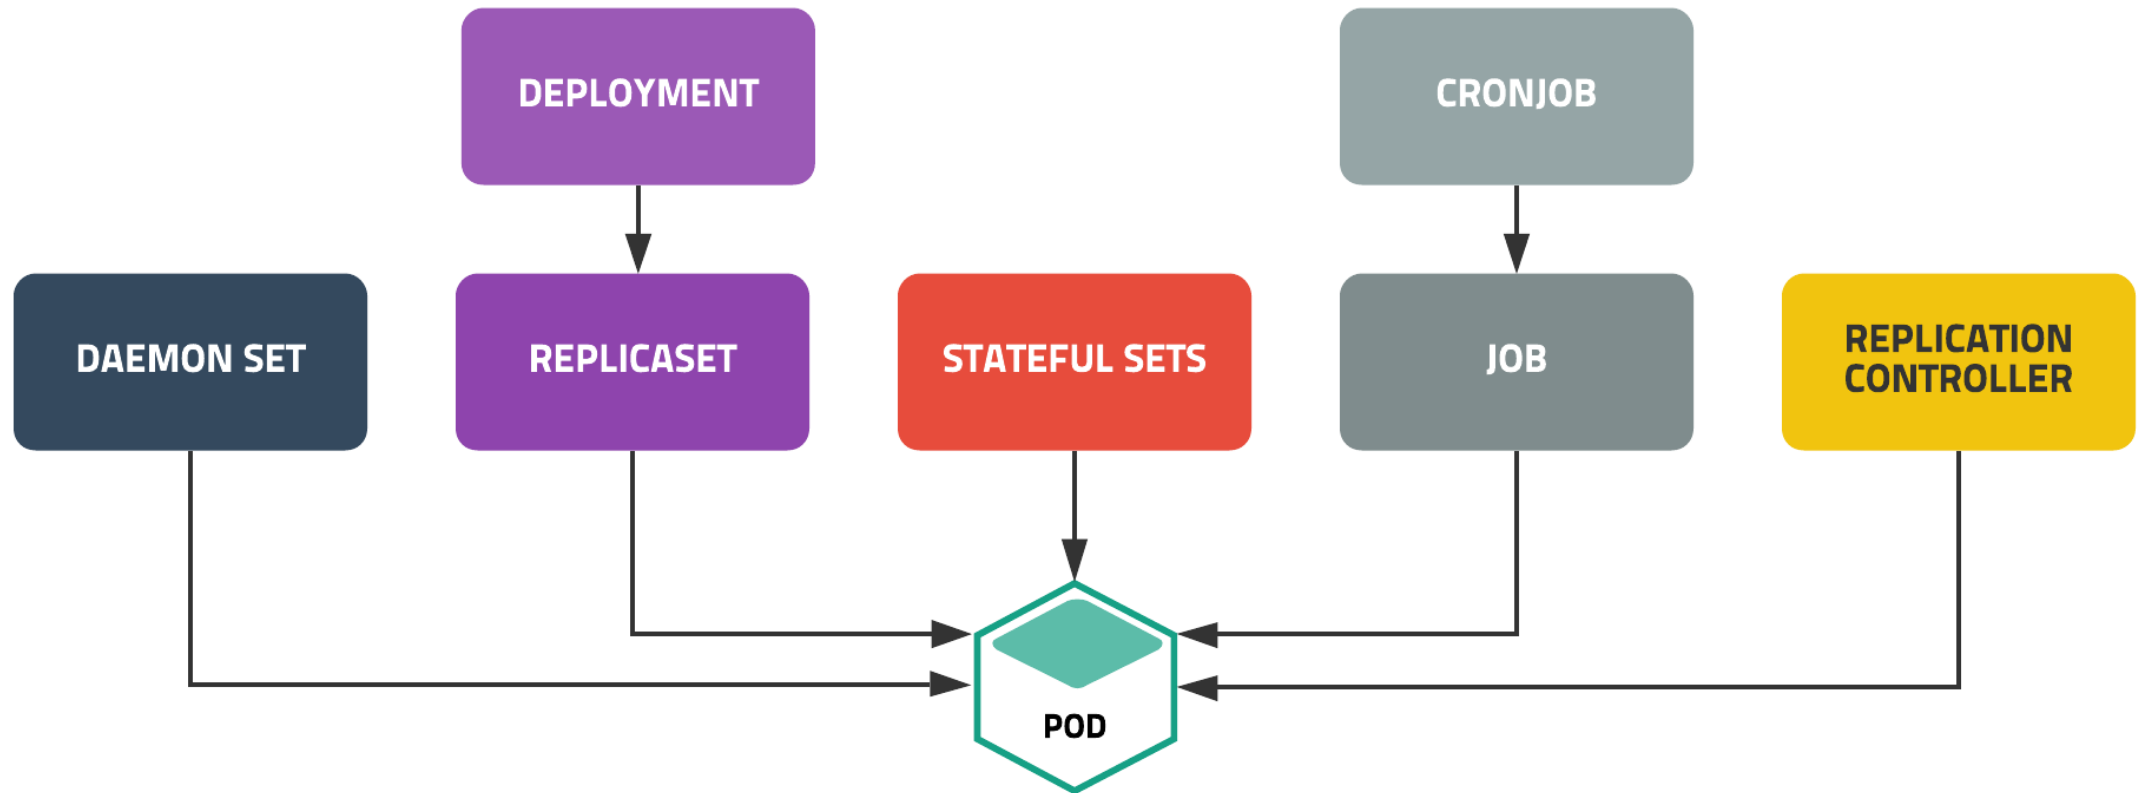 DEPLOYMENT
CRONJOB
DAEMON SET
REPLICASET
STATEFUL SETS
JOB
REPLICATION
CONTROLLER
POD